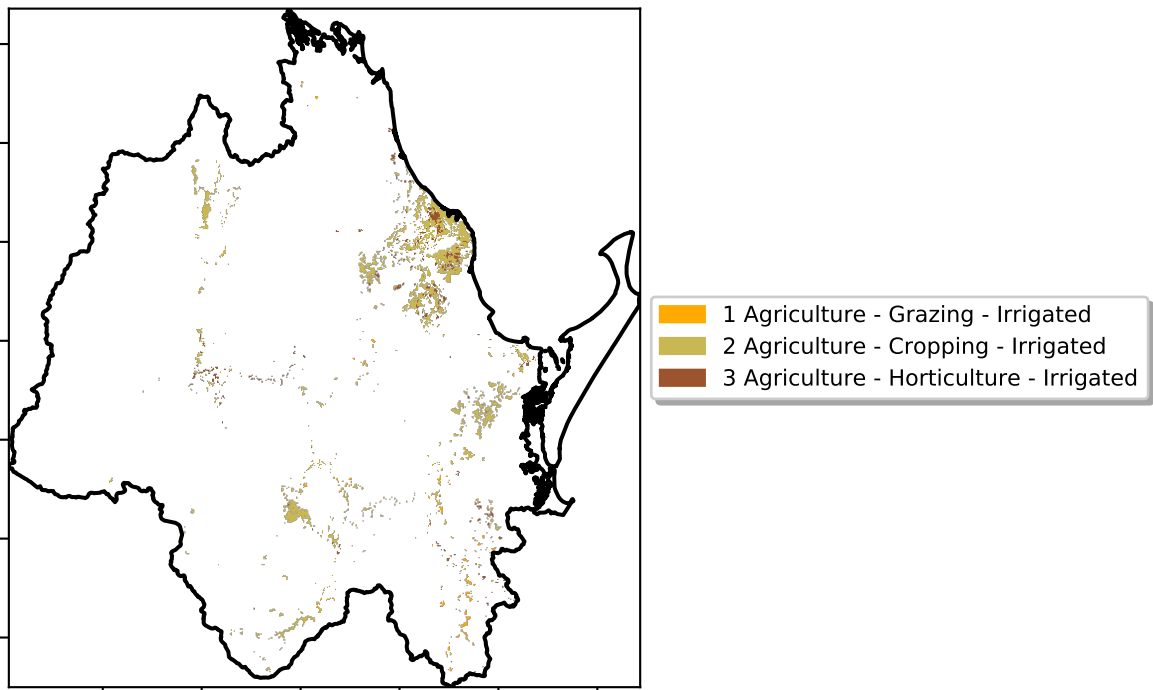 1 Agriculture - Grazing - Irrigated
2 Agriculture - Cropping - Irrigated
3 Agriculture - Horticulture - Irrigated